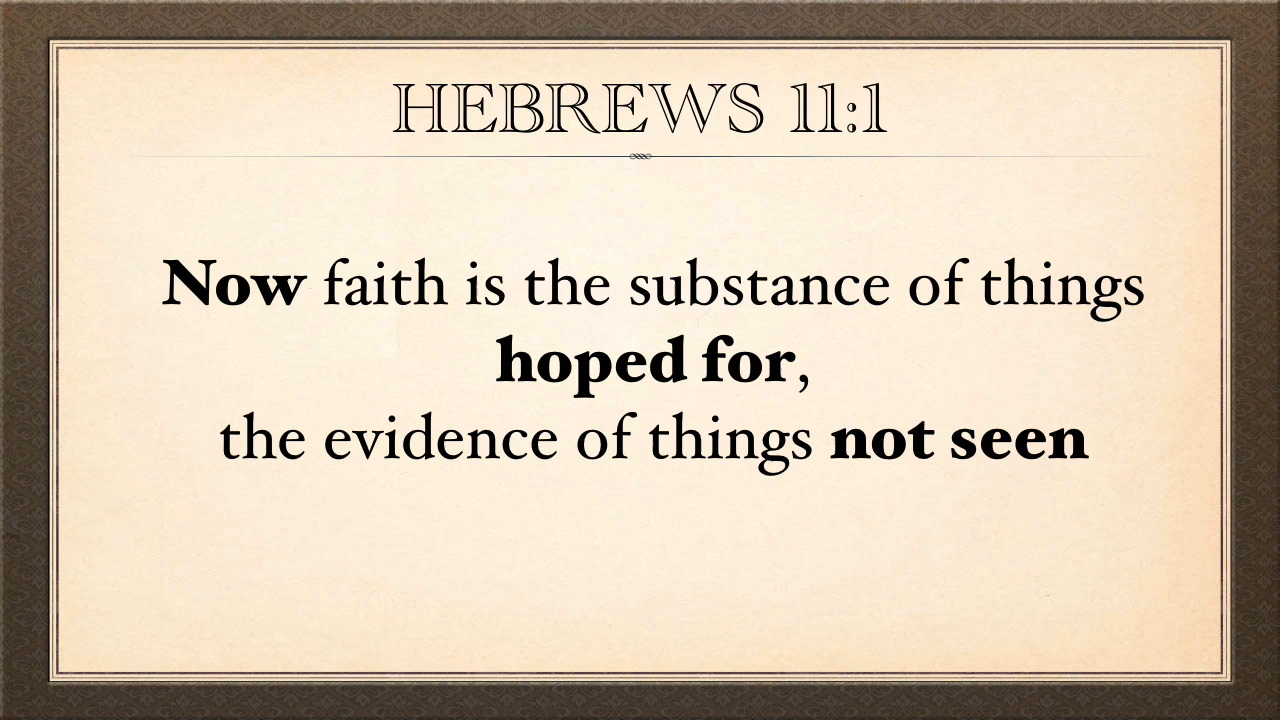 HEBREWS 11:1
Now faith is the substance of things
hoped for,
the evidence of things not seen